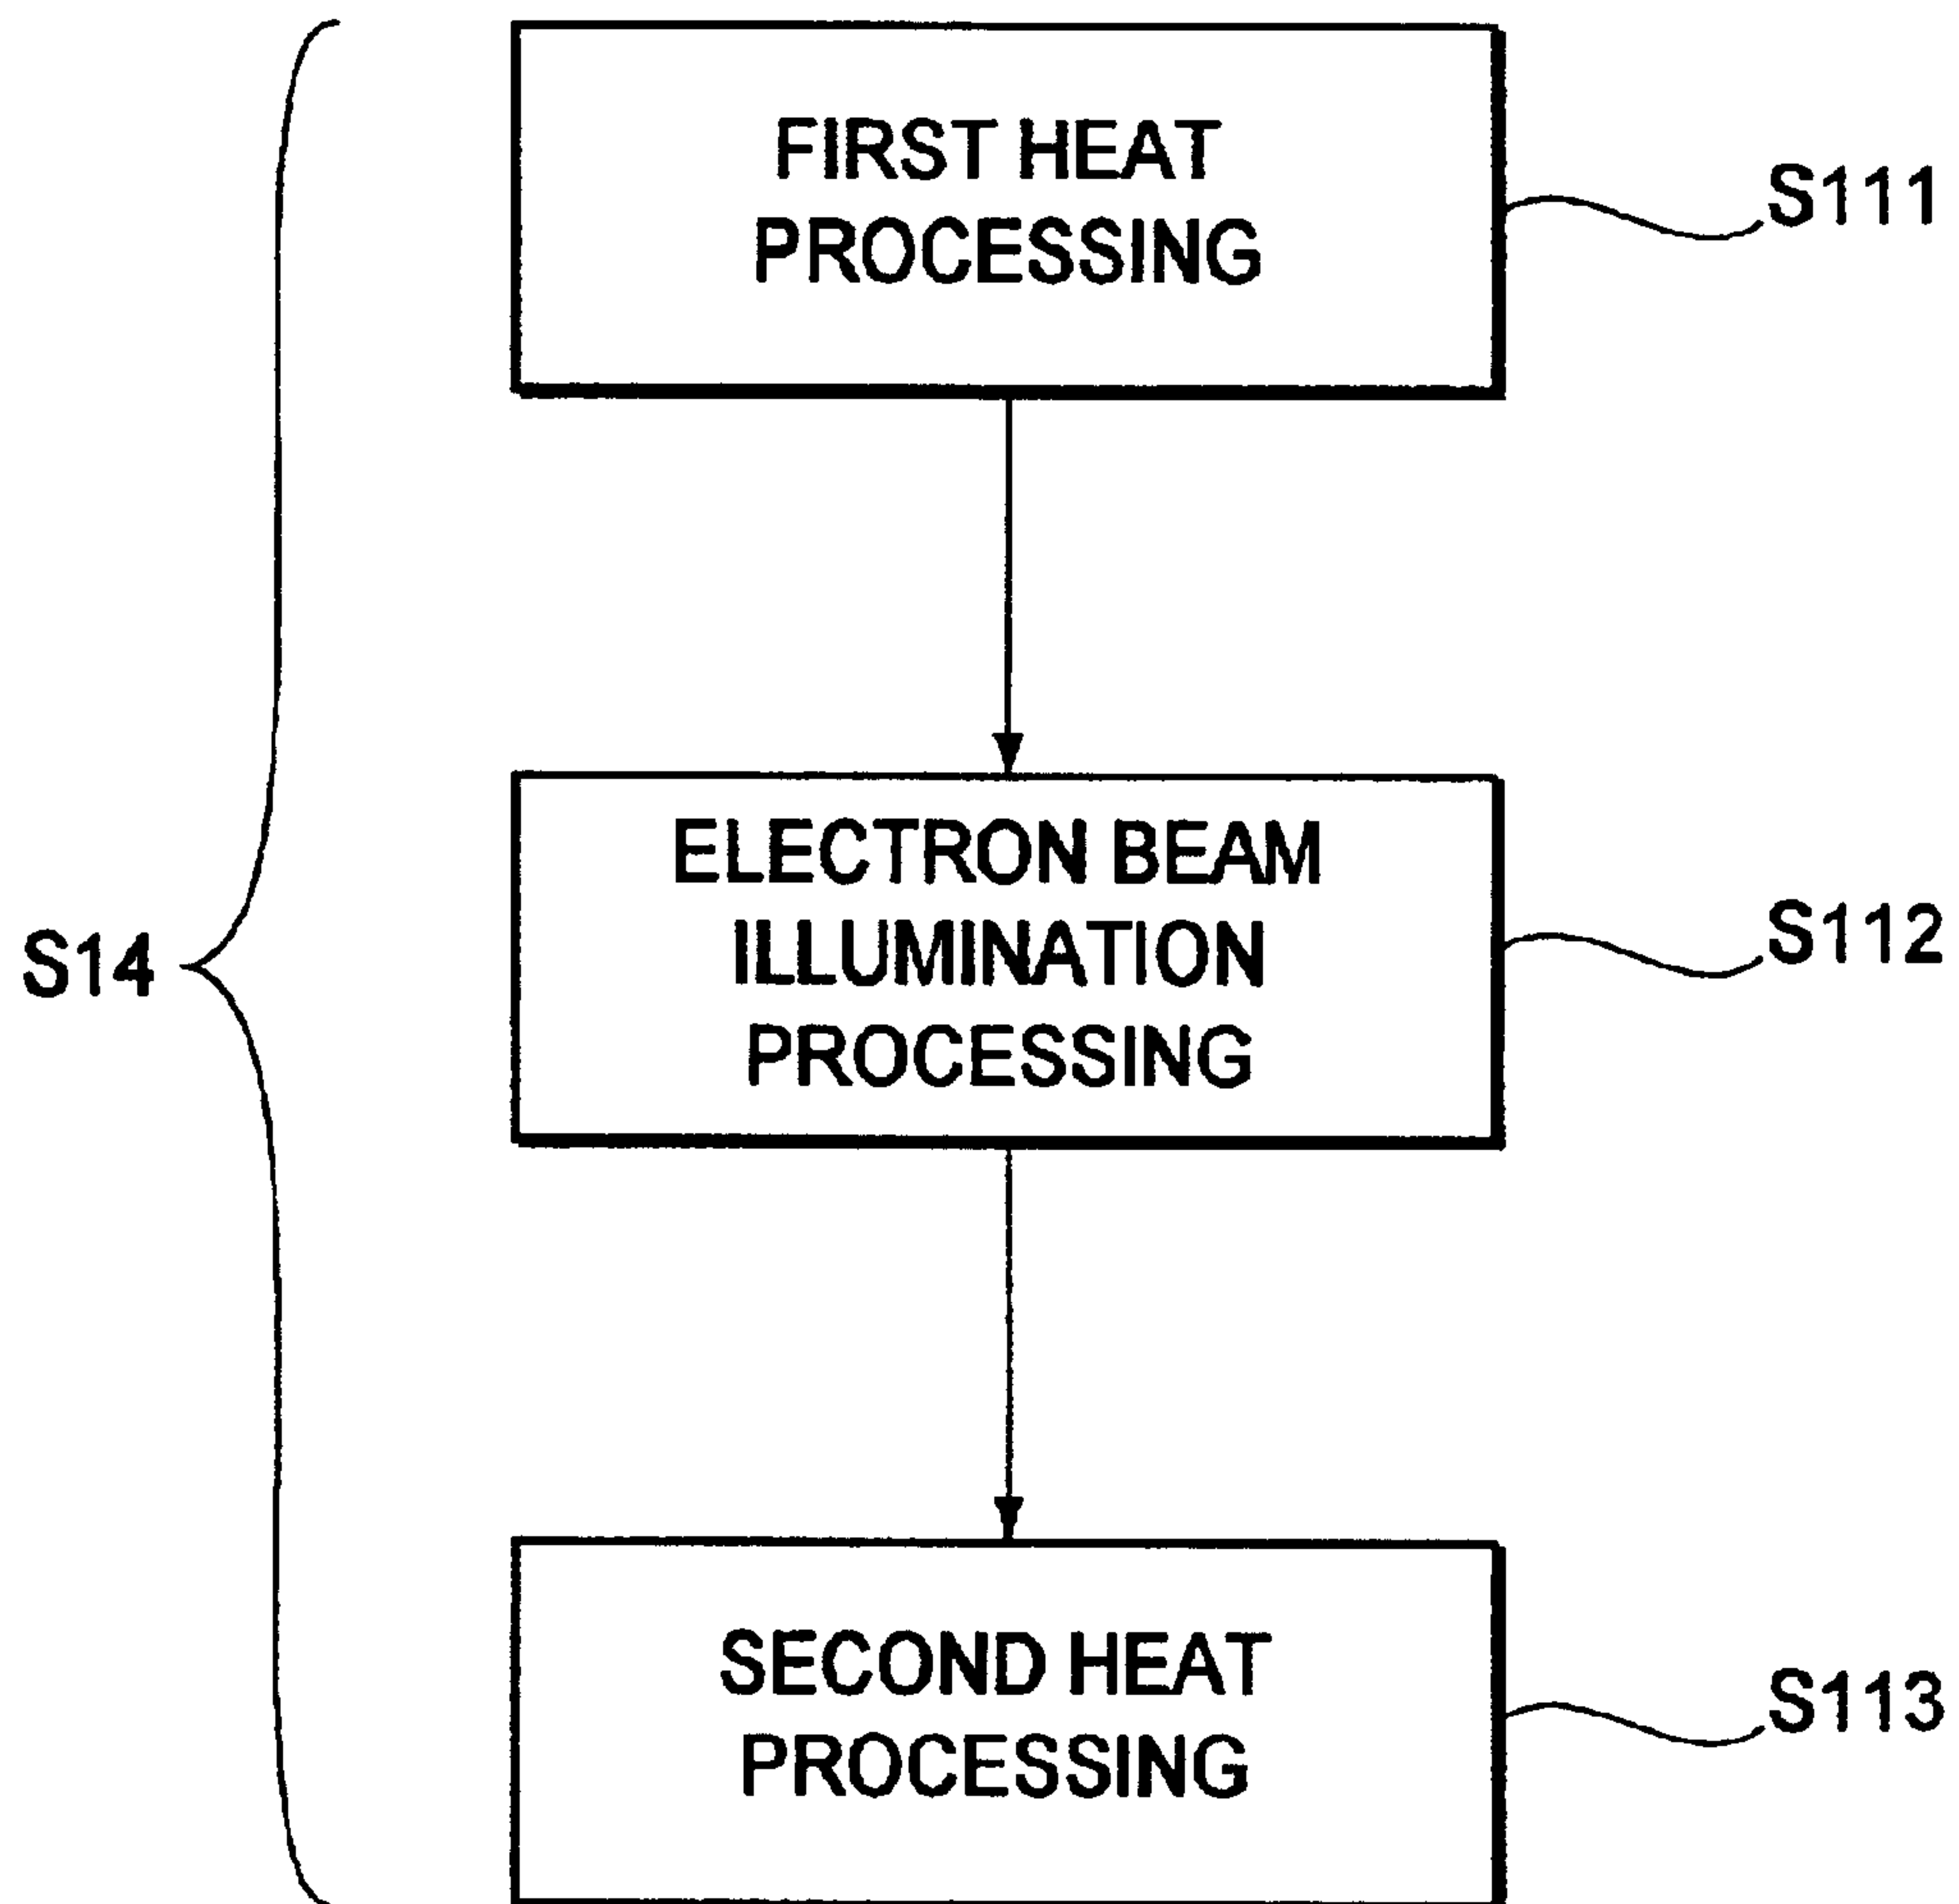 FIRST HEAT
PROCESSING
S111
ELECTRON BEAM
ILLUMINATION
PROCESSING
S112
S14
SECOND HEAT
PROCESSING
S113